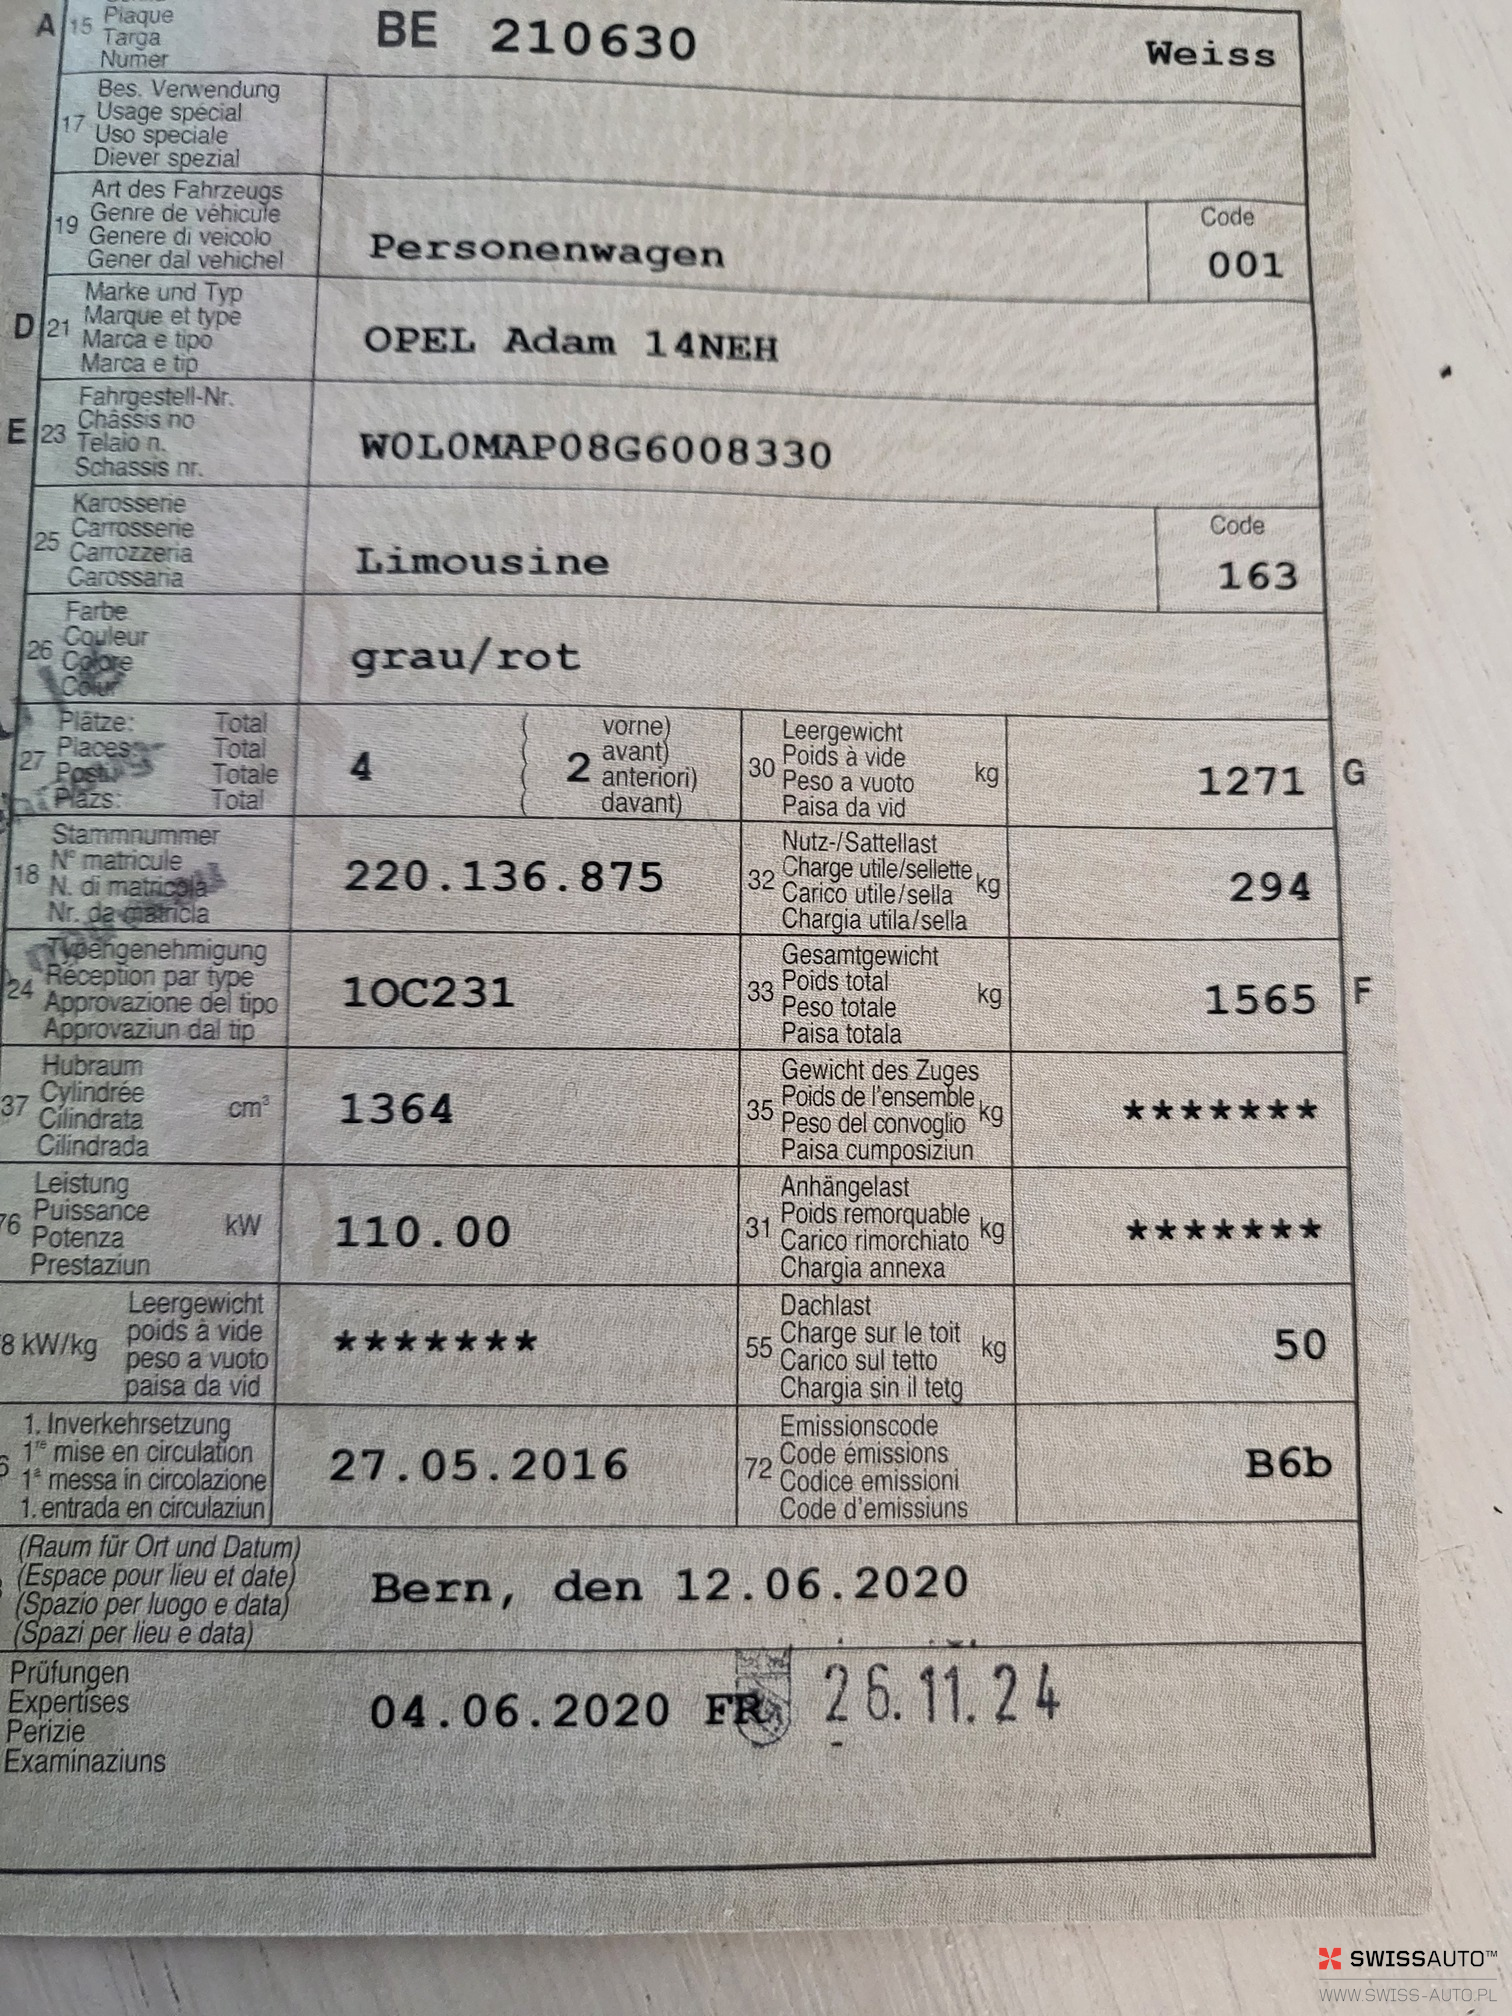 A 15 Plaque BE 210630 Weiss
Targa
Numer
17 Bes. Verwendung
Usage spécial
Uso speciale
Diever spezial
19 Art des Fahrzeugs
Genre de véhicule
Genere di veicolo
Gener dal vehichel
Personenwagen
Code
001
D 21 Marke und Typ
Marque et type
Marca e tipo
Marca e tip
OPEL Adam 14NEH
E 23 Fahrgestell-Nr.
Châssis no
Telaio n.
Schassis nr.
W0L0MAP08G6008330
25 Karosserie
Carrosserie
Carrozzeria
Carossaria
Limousine
Code
163
26 Farbe
Couleur
Colore
Colur
grau/rot
27 Plätze: Total
Places: Total
Posti: Totale
Plazs: Total
4
( vorne)
( avant)
2 anteriori)
( davant)
30 Leergewicht
Poids à vide
Peso a vuoto
Paisa da vid
kg
1271 G
18 Stammnummer
N° matricule
N. di matricola
Nr. da matricla
220.136.875
32 Nutz-/Sattellast
Charge utile/sellette
Carico utile/sella
Chargia utila/sella
kg
294
24 Typengenehmigung
Réception par type
Approvazione del tipo
Approvaziun dal tip
1OC231
33 Gesamtgewicht
Poids total
Peso totale
Paisa totala
kg
1565 F
37 Hubraum
Cylindrée
Cilindrata
Cilindrada
cm³
1364
35 Gewicht des Zuges
Poids de l'ensemble
Peso del convoglio
Paisa cumposiziun
kg
*******
76 Leistung
Puissance
Potenza
Prestaziun
kW
110.00
31 Anhängelast
Poids remorquable
Carico rimorchiato
Chargia annexa
kg
*******
8 kW/kg
Leergewicht
poids à vide
peso a vuoto
paisa da vid
*******
55 Dachlast
Charge sur le toit
Carico sul tetto
Chargia sin il tetg
kg
50
6 1. Inverkehrsetzung
1re mise en circulation
1a messa in circolazione
1. entrada en circulaziun
27.05.2016
72 Emissionscode
Code émissions
Codice emissioni
Code d'emissiuns
B6b
(Raum für Ort und Datum)
(Espace pour lieu et date)
(Spazio per luogo e data)
(Spazi per lieu e data)
Bern, den 12.06.2020
Prüfungen
Expertises
Perizie
Examinaziuns
04.06.2020 FR 26.11.24
SWISSAUTO™
WWW.SWISS-AUTO.PL